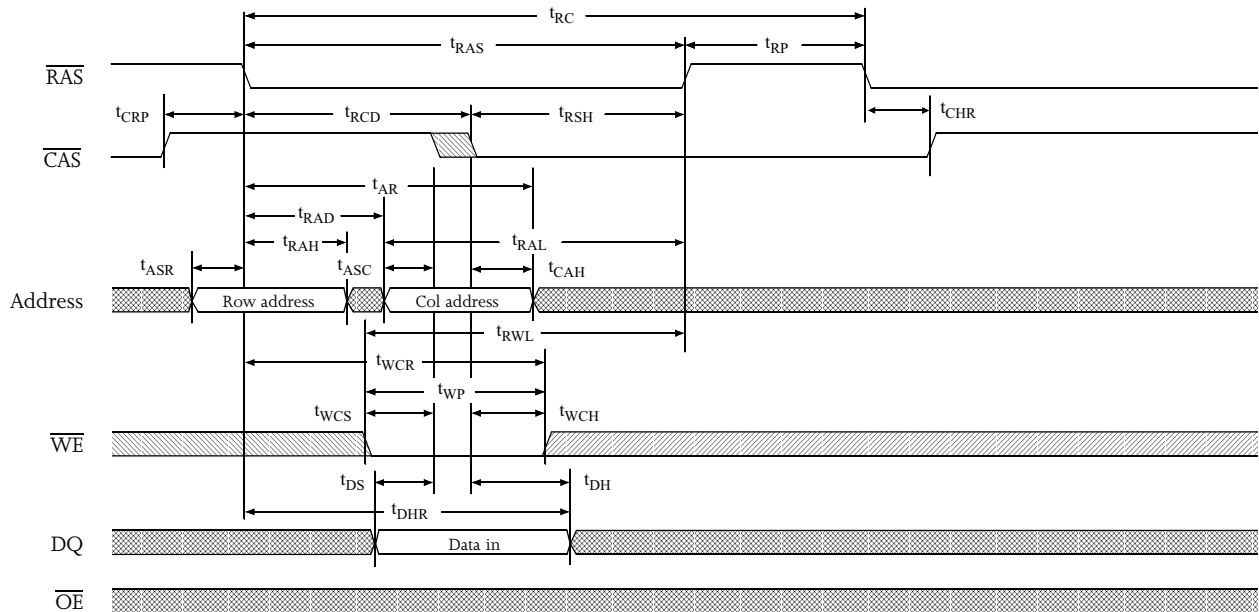 tRC
tRAS tRP
RAS
tCRP tRCD tRSH tCHR
CAS
tAR
tRAD
tRAH tRAL
tASR tASC tCAH
Address Row address Col address
tRWL
tWCR
tWP
tWCS tWCH
WE
tDS tDH
tDHR
DQ Data in
OE